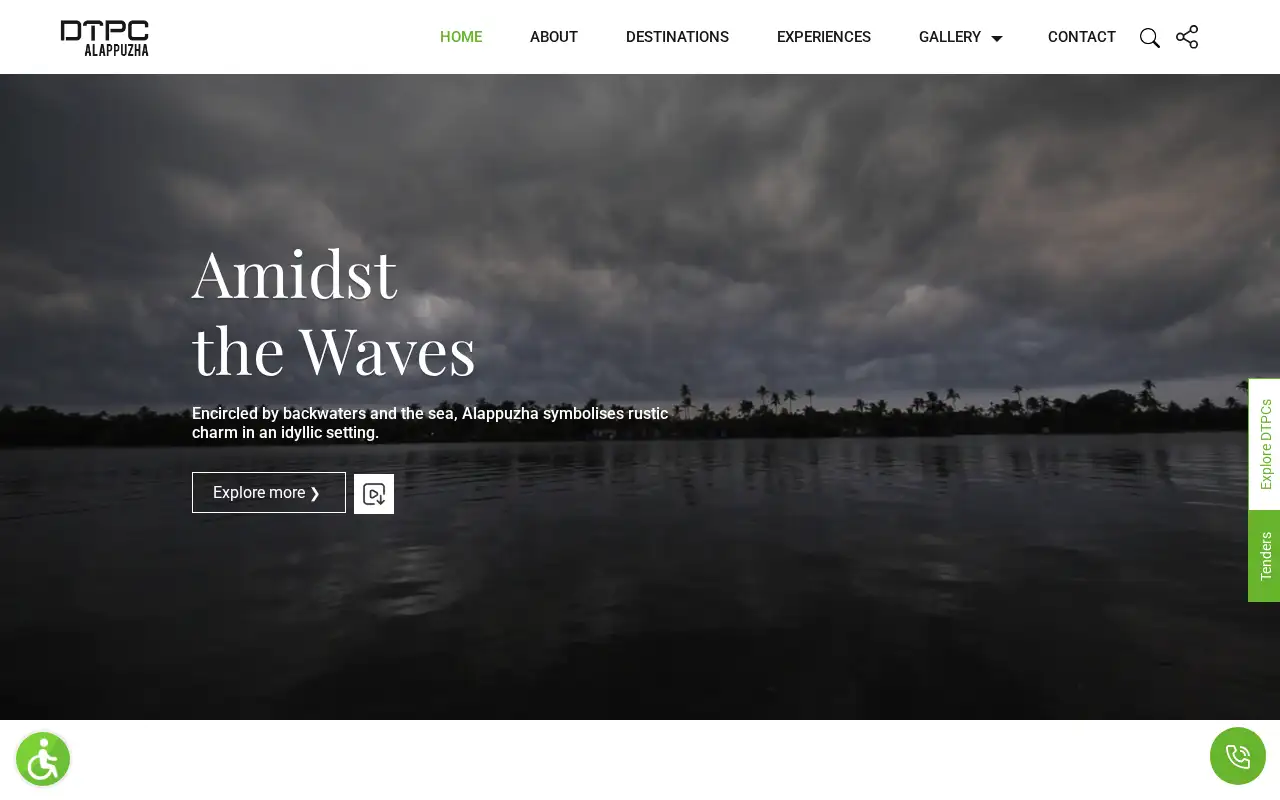 DTPC
ALAPPUZHA
HOME
ABOUT
DESTINATIONS
EXPERIENCES
GALLERY
CONTACT
Amidst
the Waves
Encircled by backwaters and the sea, Alappuzha symbolises rustic
charm in an idyllic setting.
Explore more ❯
Explore DTPCs
Tenders